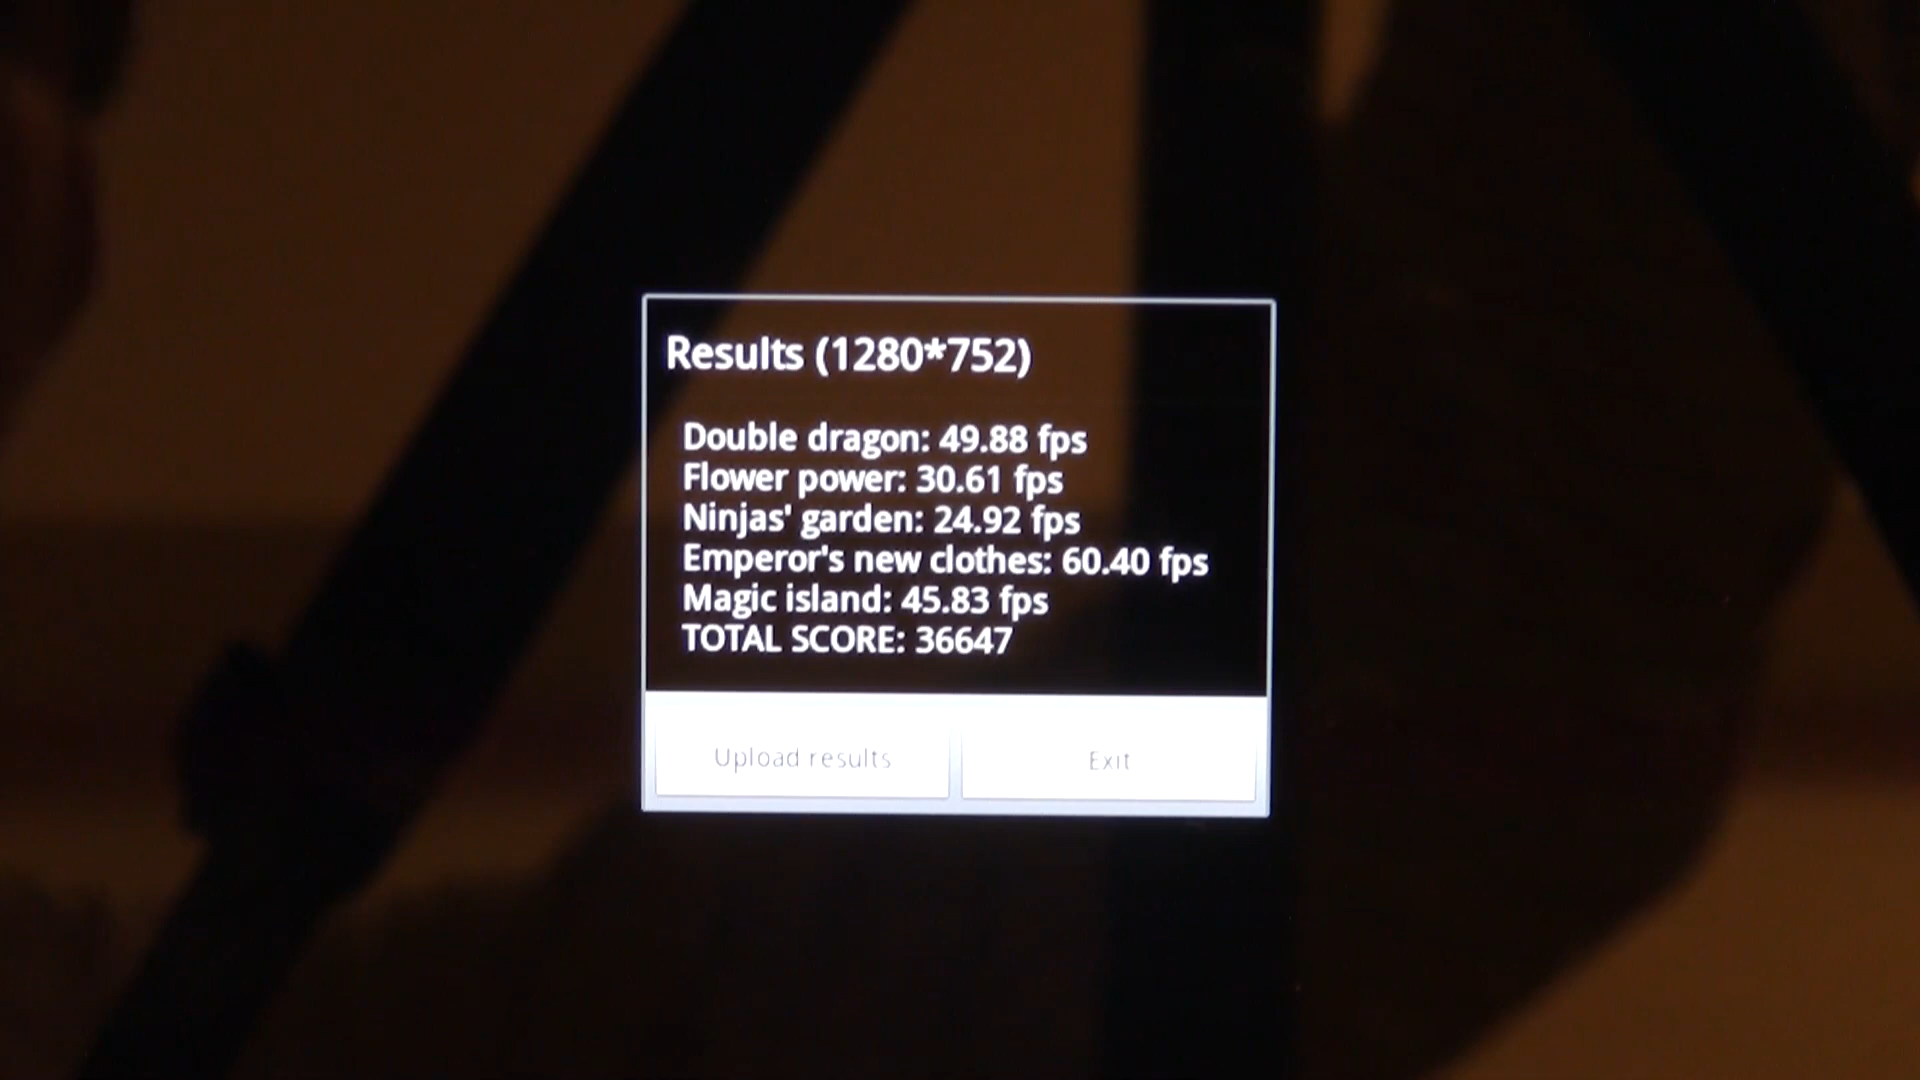 Results (1280*752)
Double dragon: 49.88 fps
Flower power: 30.61 fps
Ninjas' garden: 24.92 fps
Emperor's new clothes: 60.40 fps
Magic island: 45.83 fps
TOTAL SCORE: 36647
Upload results
Exit